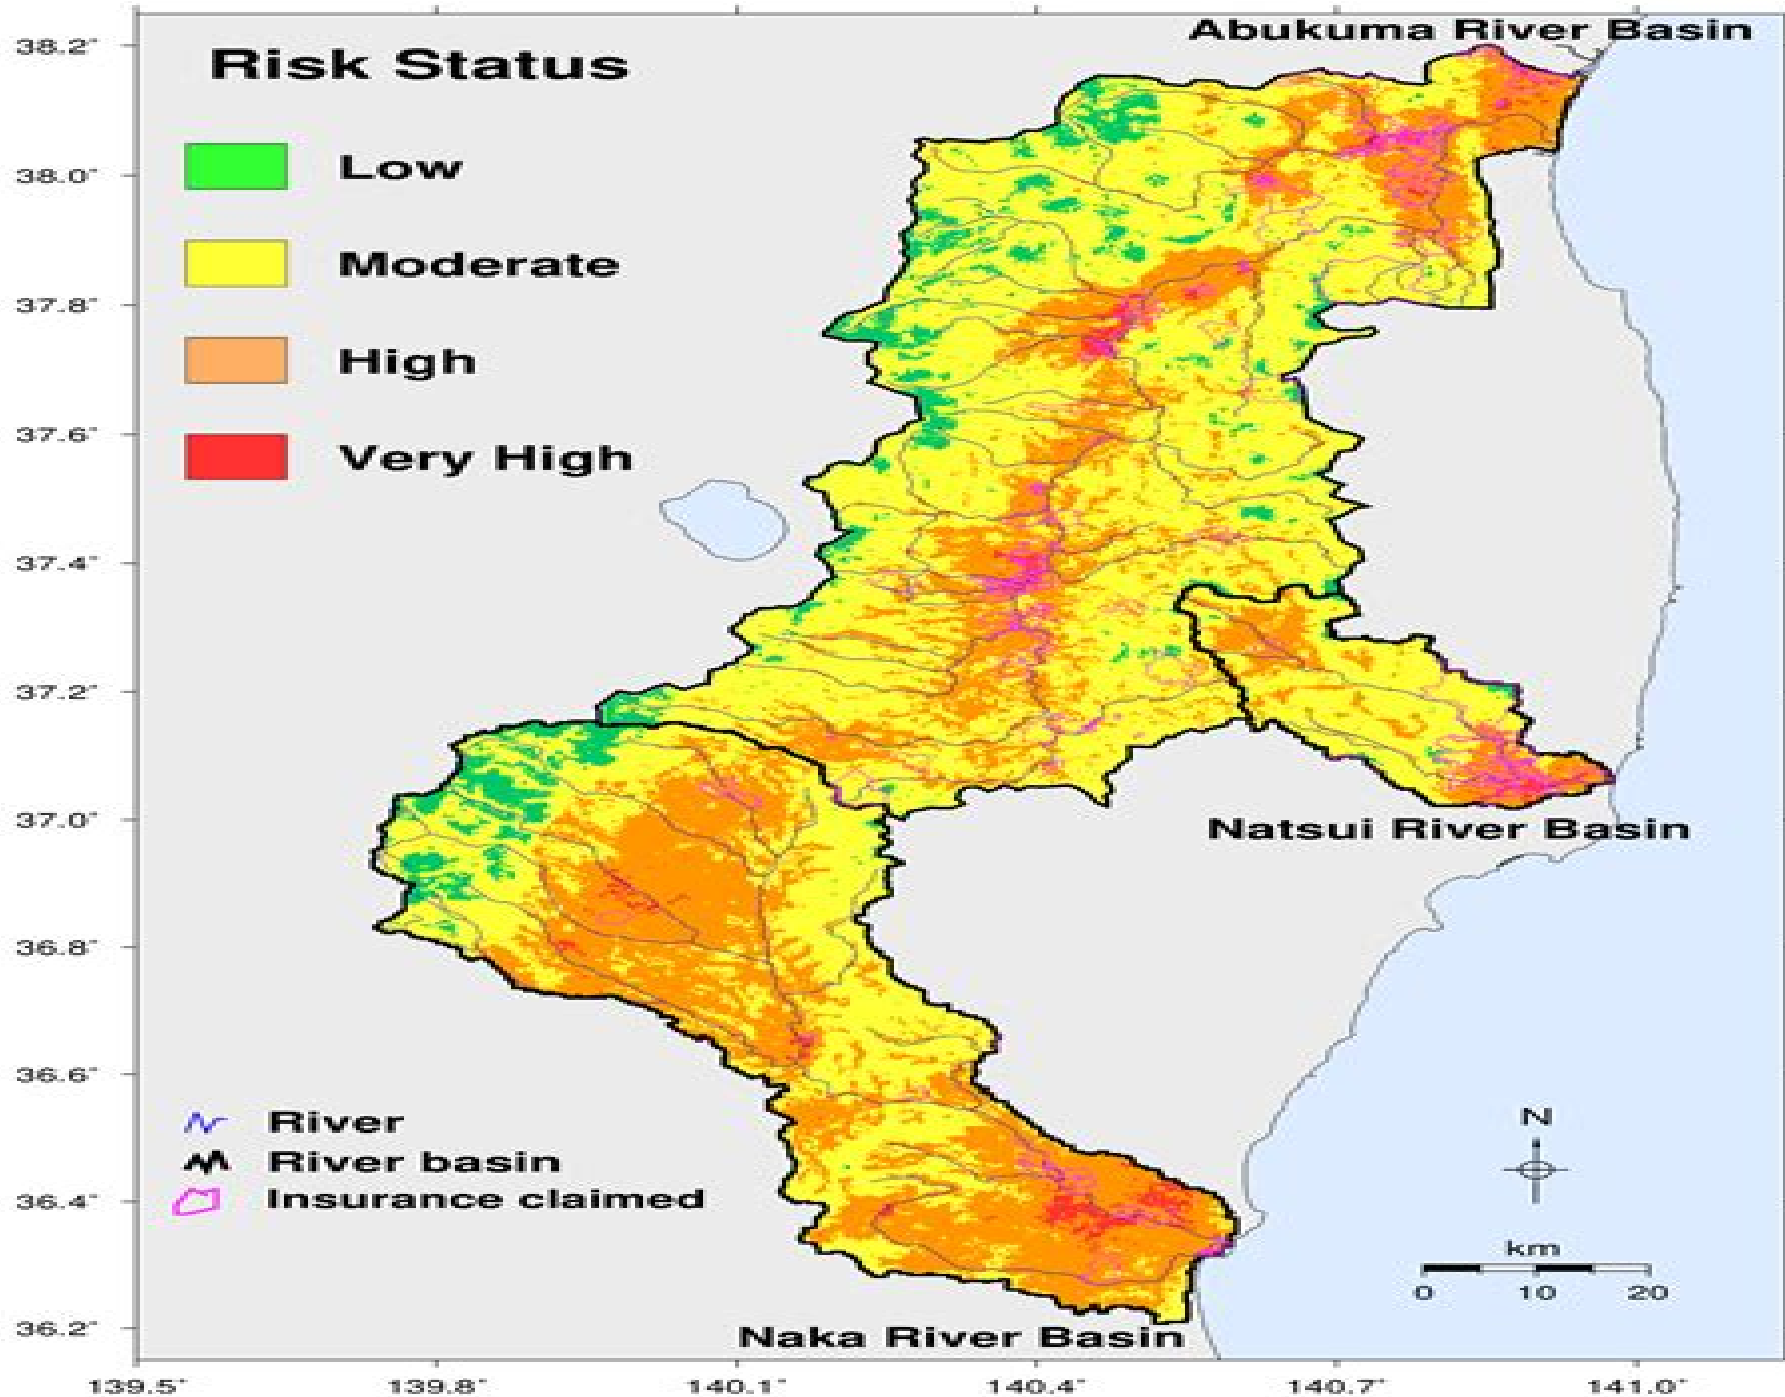 Abukuma River Basin
38.2°
Risk Status
Low
38.0°
Moderate
37.8°
High
37.6°
Very High
37.4°
37.2°
37.0°
Natsui River Basin
36.8°
36.6°
River
N
River basin
36.4°
Insurance claimed
km
0 10 20
36.2°
Naka River Basin
139.5° 139.8° 140.1° 140.4° 140.7° 141.0°